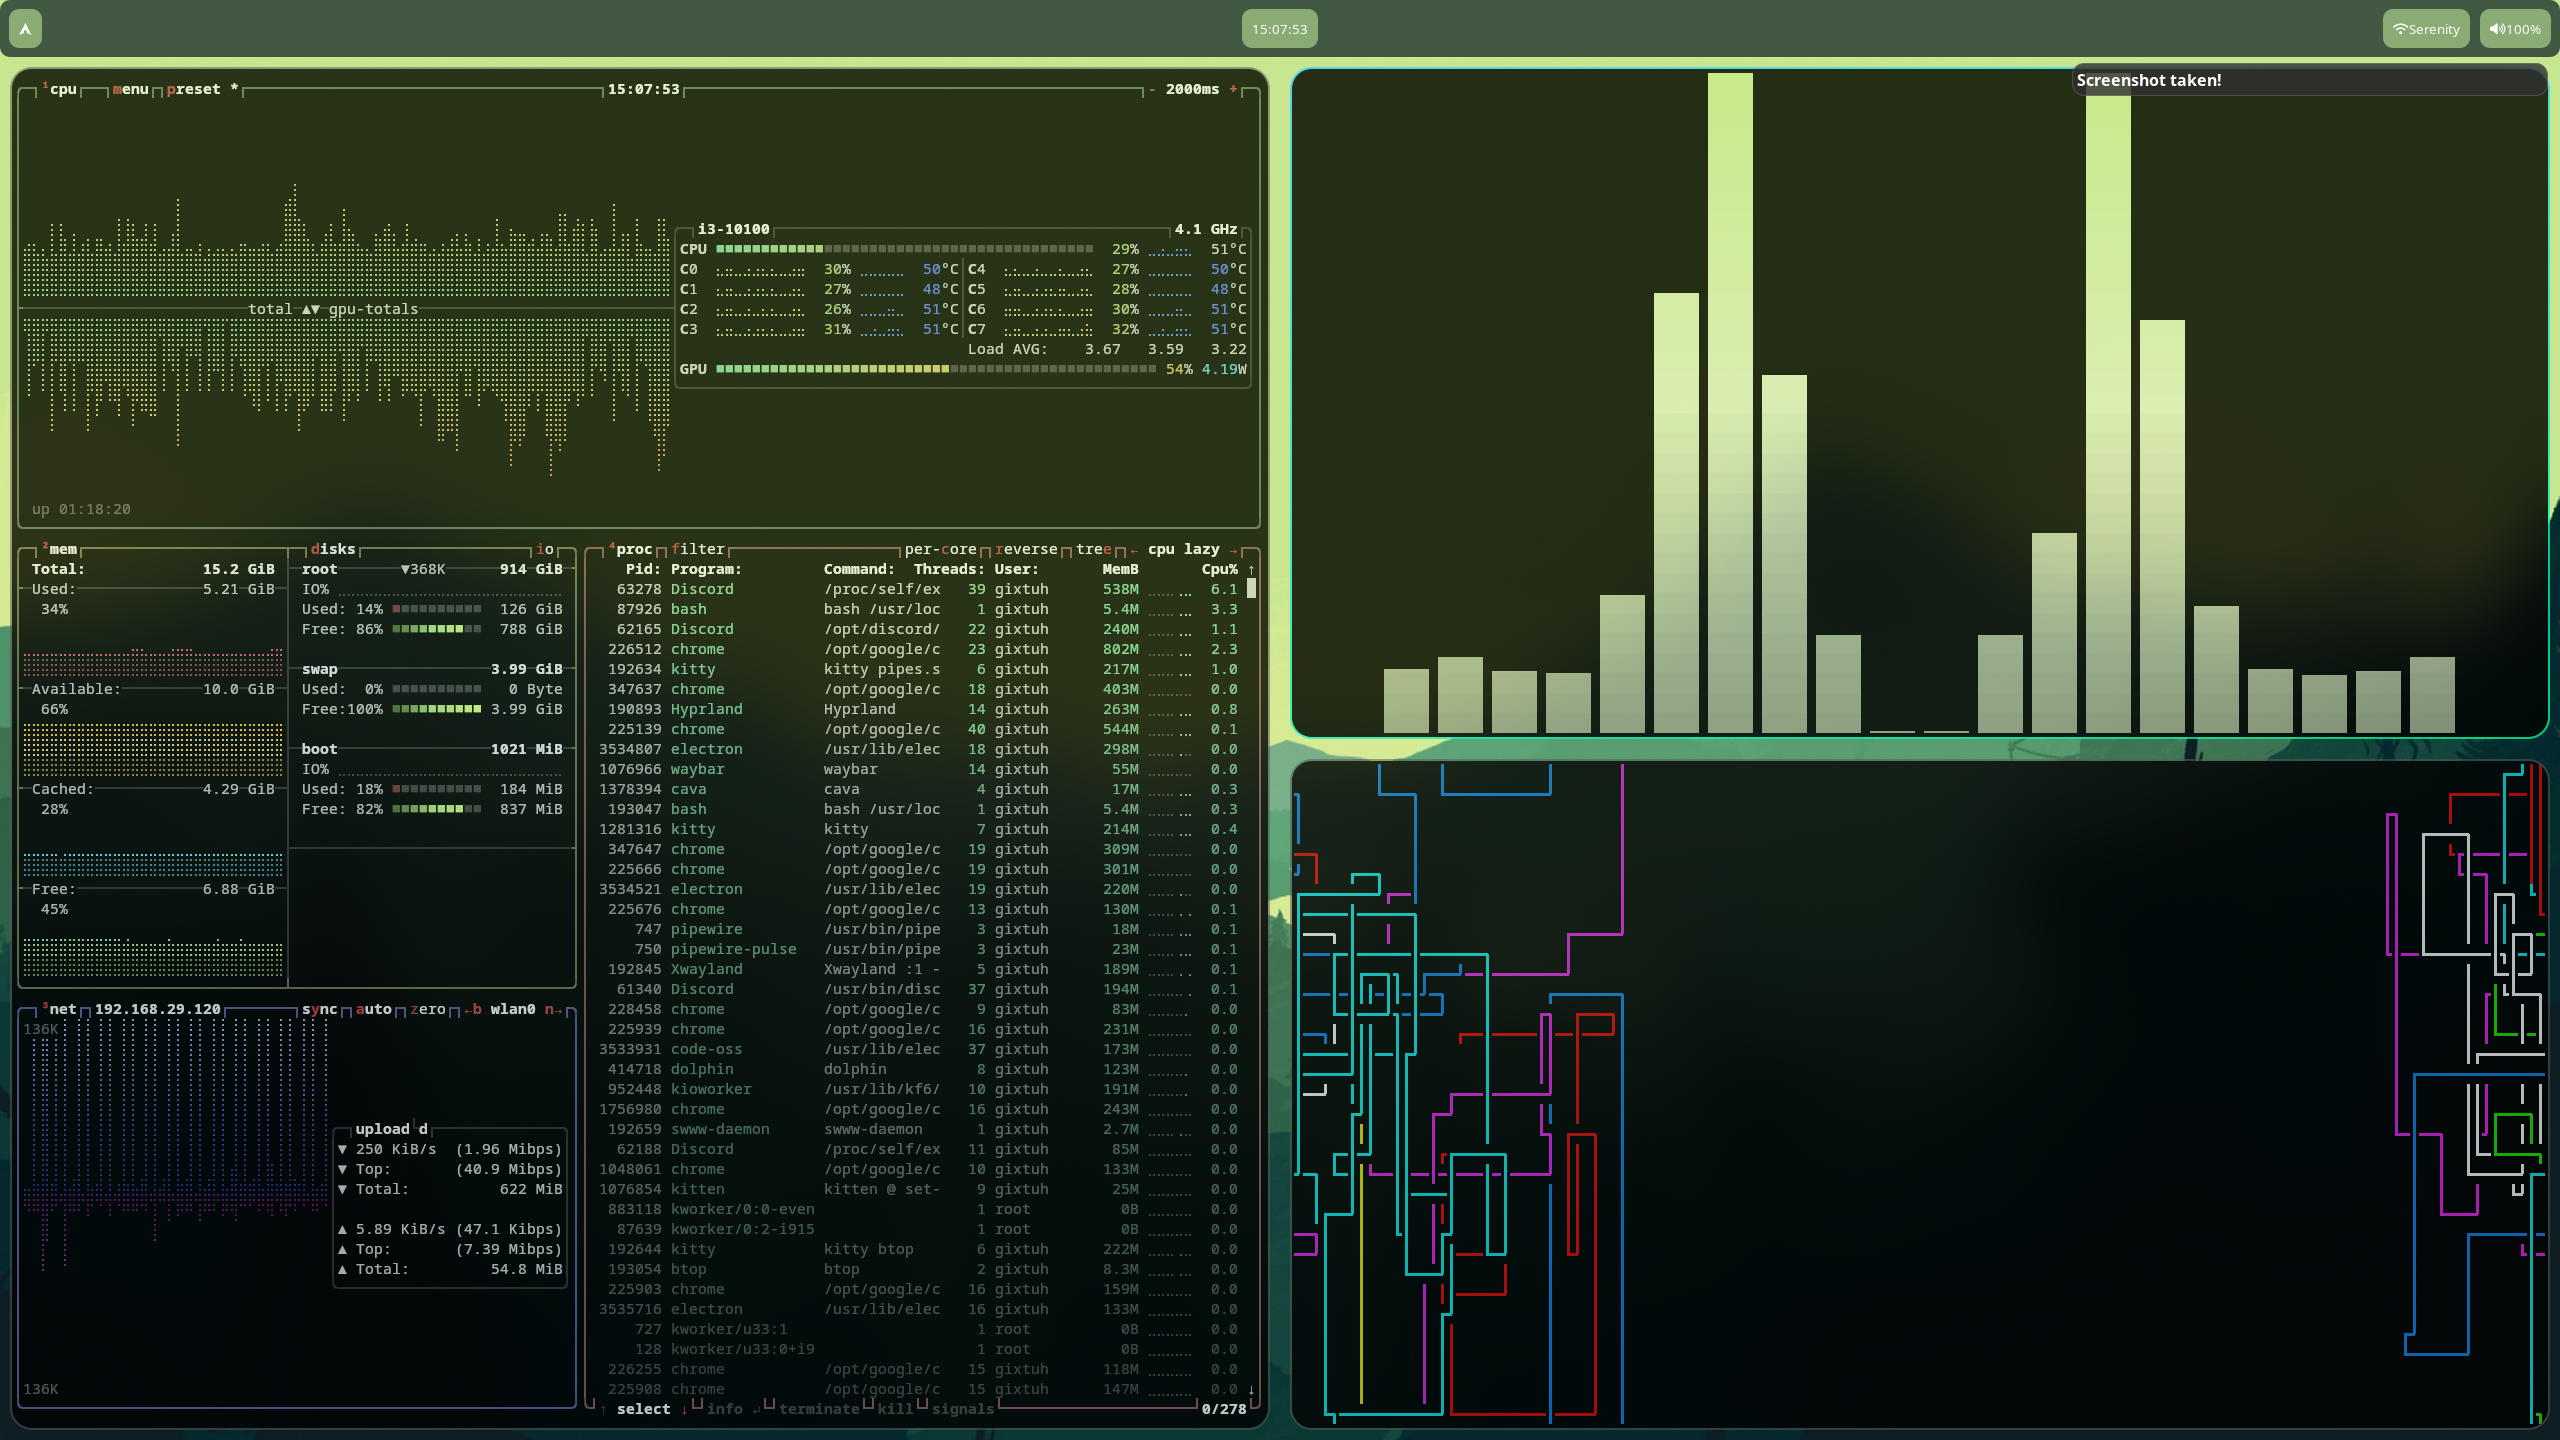 15:07:53
Serenity
100%
Screenshot taken!
¹cpu menu preset * 15:07:53 - 2000ms +
i3-10100 4.1 GHz
CPU 29% 51°C
C0 30% 50°C C4 27% 50°C
C1 27% 48°C C5 28% 48°C
C2 26% 51°C C6 30% 51°C
C3 31% 51°C C7 32% 51°C
Load AVG: 3.67 3.59 3.22
GPU 54% 4.19W
total ▲▼ gpu-totals
up 01:18:20
²mem
Total: 15.2 GiB
Used: 5.21 GiB
34%
Available: 10.0 GiB
66%
Cached: 4.29 GiB
28%
Free: 6.88 GiB
45%
disks io
root ▼368K 914 GiB
IO%
Used: 14% 126 GiB
Free: 86% 788 GiB
swap 3.99 GiB
Used: 0% 0 Byte
Free:100% 3.99 GiB
boot 1021 MiB
IO%
Used: 18% 184 MiB
Free: 82% 837 MiB
³net 192.168.29.120 sync auto zero ←b wlan0 n→
136K
upload d
▼ 250 KiB/s (1.96 Mibps)
▼ Top: (40.9 Mibps)
▼ Total: 622 MiB
▲ 5.89 KiB/s (47.1 Kibps)
▲ Top: (7.39 Mibps)
▲ Total: 54.8 MiB
136K
⁴proc filter per-core reverse tree ← cpu lazy →
Pid: Program: Command: Threads: User: MemB Cpu% ↑
63278 Discord /proc/self/ex 39 gixtuh 538M 6.1
87926 bash bash /usr/loc 1 gixtuh 5.4M 3.3
62165 Discord /opt/discord/ 22 gixtuh 240M 1.1
226512 chrome /opt/google/c 23 gixtuh 802M 2.3
192634 kitty kitty pipes.s 6 gixtuh 217M 1.0
347637 chrome /opt/google/c 18 gixtuh 403M 0.0
190893 Hyprland Hyprland 14 gixtuh 263M 0.8
225139 chrome /opt/google/c 40 gixtuh 544M 0.1
3534807 electron /usr/lib/elec 18 gixtuh 298M 0.0
1076966 waybar waybar 14 gixtuh 55M 0.0
1378394 cava cava 4 gixtuh 17M 0.3
193047 bash bash /usr/loc 1 gixtuh 5.4M 0.3
1281316 kitty kitty 7 gixtuh 214M 0.4
347647 chrome /opt/google/c 19 gixtuh 309M 0.0
225666 chrome /opt/google/c 19 gixtuh 301M 0.0
3534521 electron /usr/lib/elec 19 gixtuh 220M 0.0
225676 chrome /opt/google/c 13 gixtuh 130M 0.1
747 pipewire /usr/bin/pipe 3 gixtuh 18M 0.1
750 pipewire-pulse /usr/bin/pipe 3 gixtuh 23M 0.1
192845 Xwayland Xwayland :1 - 5 gixtuh 189M 0.1
61340 Discord /usr/bin/disc 37 gixtuh 194M 0.1
228458 chrome /opt/google/c 9 gixtuh 83M 0.0
225939 chrome /opt/google/c 16 gixtuh 231M 0.0
3533931 code-oss /usr/lib/elec 37 gixtuh 173M 0.0
414718 dolphin dolphin 8 gixtuh 123M 0.0
952448 kioworker /usr/lib/kf6/ 10 gixtuh 191M 0.0
1756980 chrome /opt/google/c 16 gixtuh 243M 0.0
192659 swww-daemon swww-daemon 1 gixtuh 2.7M 0.0
62188 Discord /proc/self/ex 11 gixtuh 85M 0.0
1048061 chrome /opt/google/c 10 gixtuh 133M 0.0
1076854 kitten kitten @ set- 9 gixtuh 25M 0.0
883118 kworker/0:0-even 1 root 0B 0.0
87639 kworker/0:2-i915 1 root 0B 0.0
192644 kitty kitty btop 6 gixtuh 222M 0.0
193054 btop btop 2 gixtuh 8.3M 0.0
225903 chrome /opt/google/c 16 gixtuh 159M 0.0
3535716 electron /usr/lib/elec 16 gixtuh 133M 0.0
727 kworker/u33:1 1 root 0B 0.0
128 kworker/u33:0+i9 1 root 0B 0.0
226255 chrome /opt/google/c 15 gixtuh 118M 0.0
225908 chrome /opt/google/c 15 gixtuh 147M 0.0 ↓
↑ select ↓ info ↲ terminate kill signals 0/278